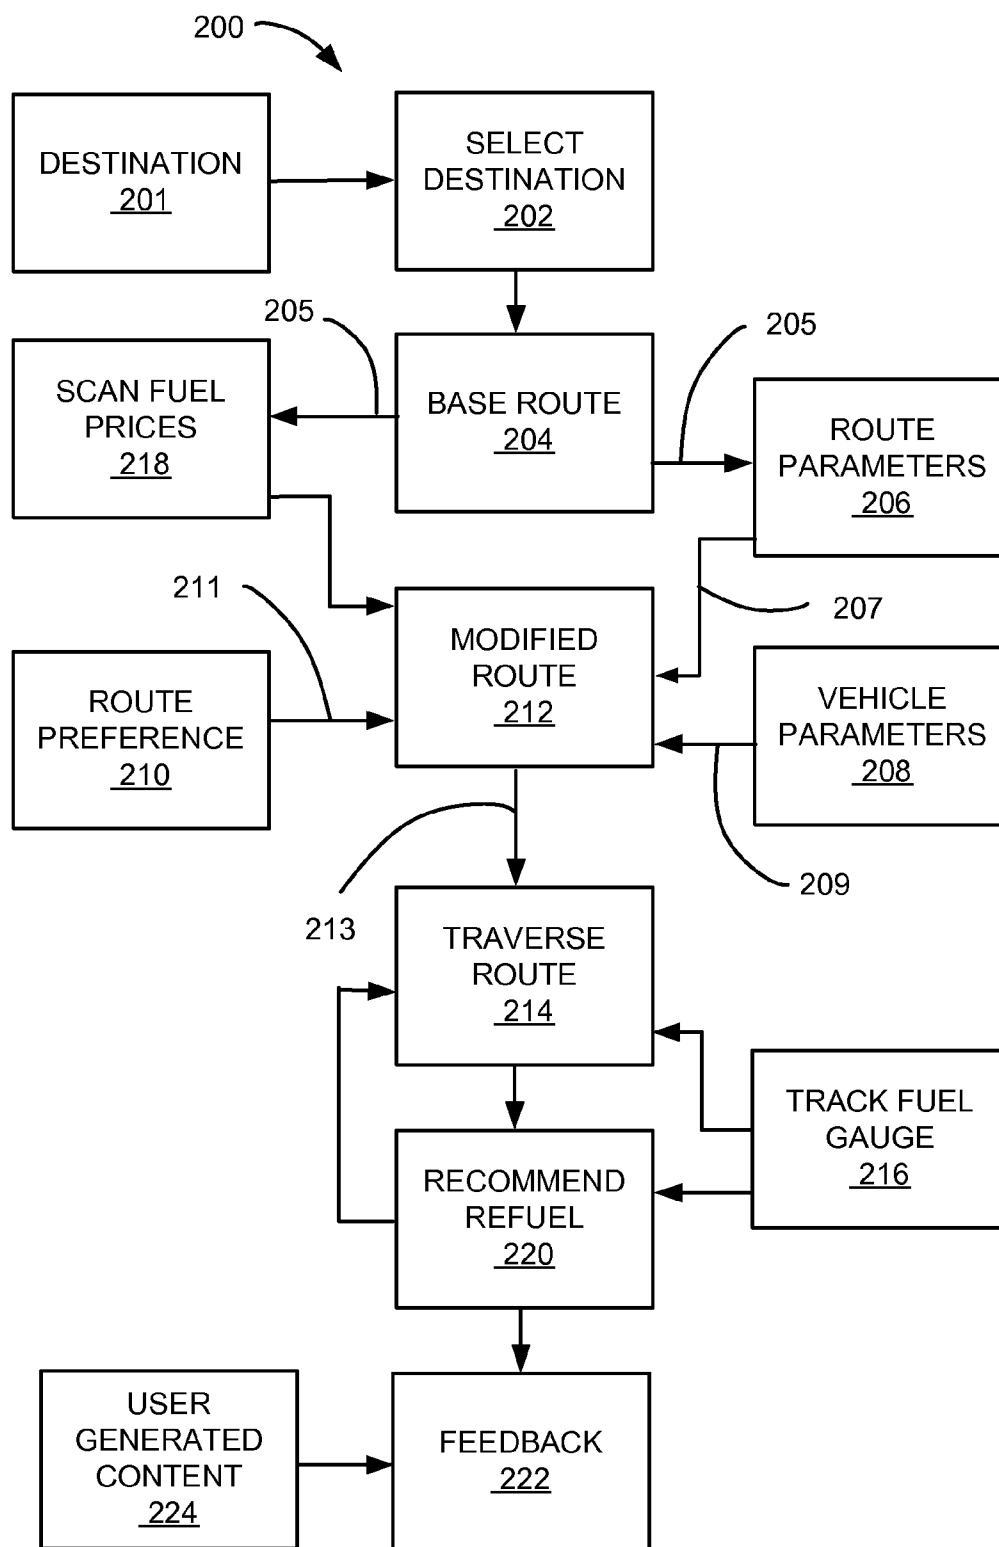 200
DESTINATION
201
SELECT
DESTINATION
202
205
205
SCAN FUEL
PRICES
218
BASE ROUTE
204
ROUTE
PARAMETERS
206
211
207
MODIFIED
ROUTE
212
ROUTE
PREFERENCE
210
VEHICLE
PARAMETERS
208
213
209
TRAVERSE
ROUTE
214
TRACK FUEL
GAUGE
216
RECOMMEND
REFUEL
220
USER
GENERATED
CONTENT
224
FEEDBACK
222